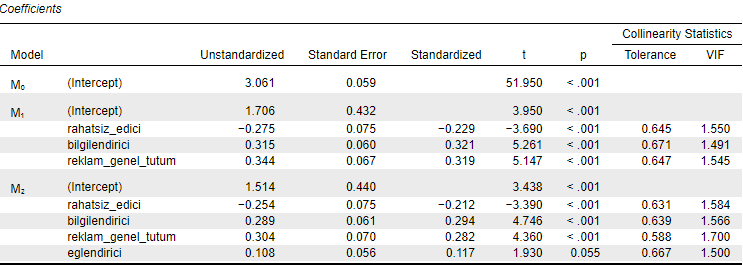 Coefficients
Collinearity Statistics
Model Unstandardized Standard Error Standardized t p Tolerance VIF
M₀ (Intercept) 3.061 0.059 51.950 < .001
M₁ (Intercept) 1.706 0.432 3.950 < .001
rahatsiz_edici −0.275 0.075 −0.229 −3.690 < .001 0.645 1.550
bilgilendirici 0.315 0.060 0.321 5.261 < .001 0.671 1.491
reklam_genel_tutum 0.344 0.067 0.319 5.147 < .001 0.647 1.545
M₂ (Intercept) 1.514 0.440 3.438 < .001
rahatsiz_edici −0.254 0.075 −0.212 −3.390 < .001 0.631 1.584
bilgilendirici 0.289 0.061 0.294 4.746 < .001 0.639 1.566
reklam_genel_tutum 0.304 0.070 0.282 4.360 < .001 0.588 1.700
eglendirici 0.108 0.056 0.117 1.930 0.055 0.667 1.500